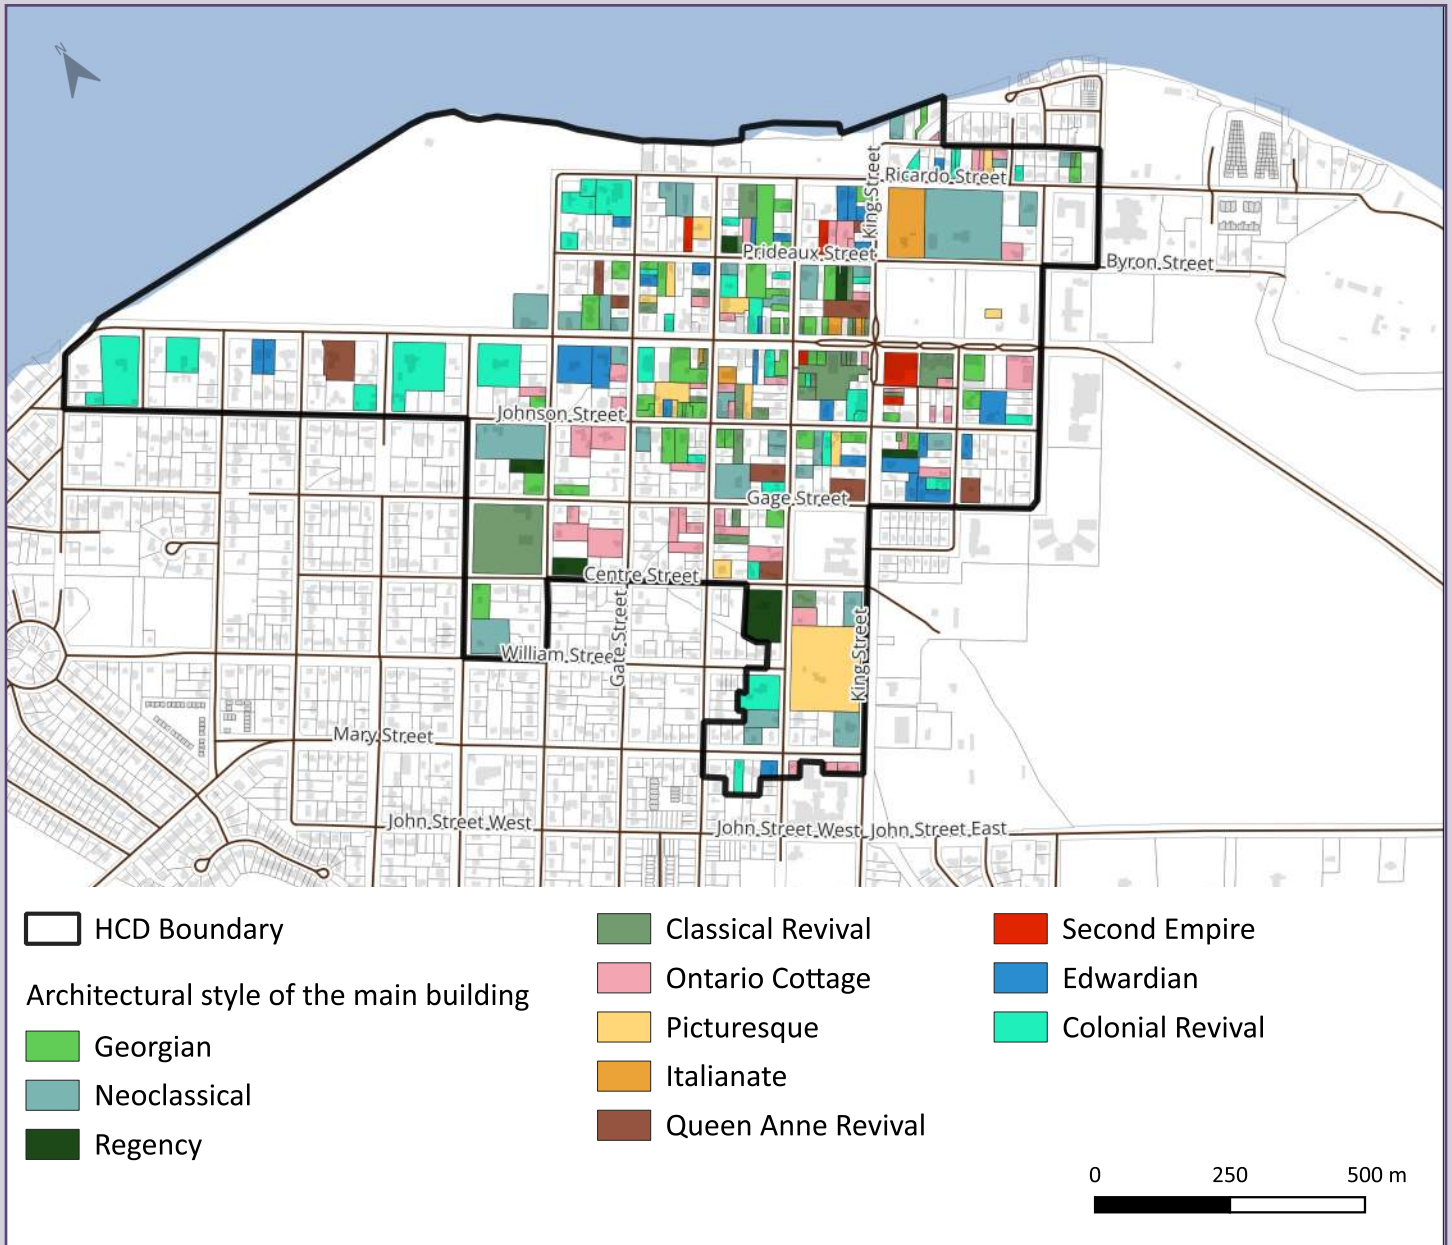 N
King Street
Ricardo Street
Prideaux Street
Byron Street
Johnson Street
Gage Street
Centre Street
Gate Street
William Stree
King Street
Mary Street
John Street West
John Street West
John Street East
HCD Boundary
Architectural style of the main building
Georgian
Neoclassical
Regency
Classical Revival
Ontario Cottage
Picturesque
Italianate
Queen Anne Revival
Second Empire
Edwardian
Colonial Revival
0 250 500 m